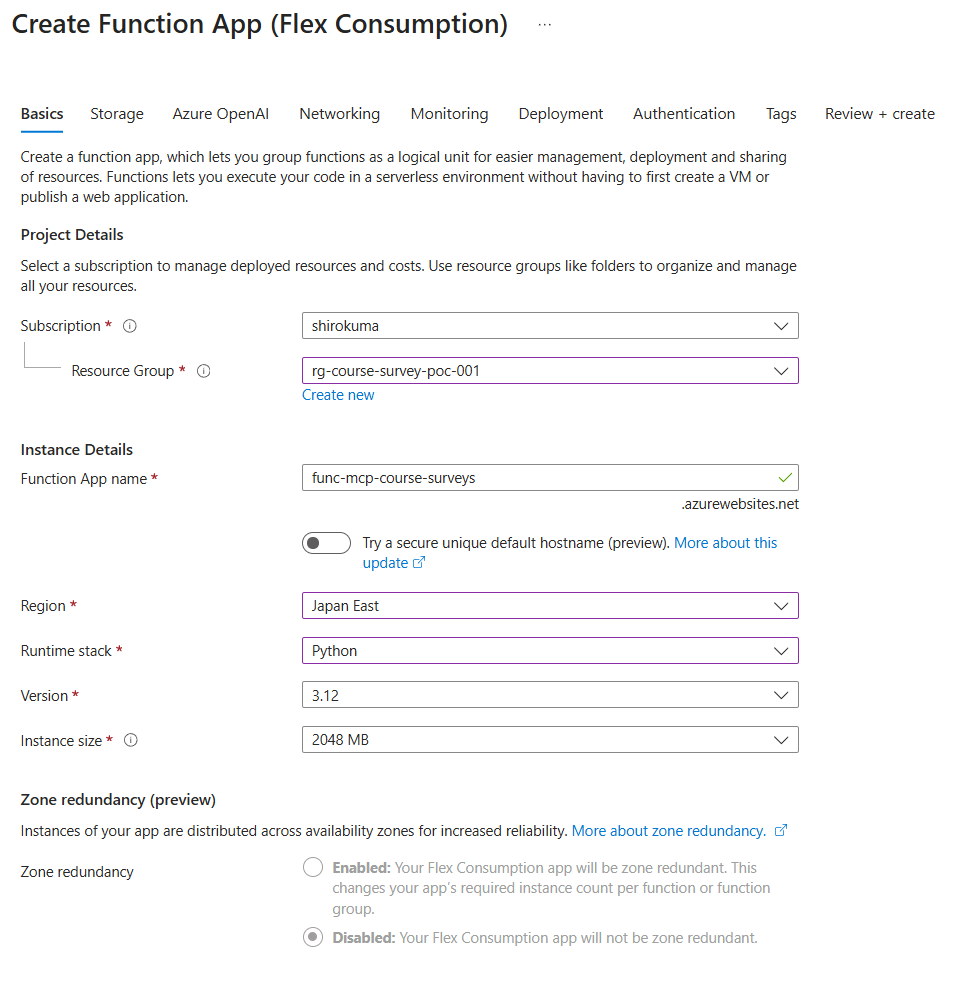 Create Function App (Flex Consumption) ...
Basics Storage Azure OpenAI Networking Monitoring Deployment Authentication Tags Review + create
Create a function app, which lets you group functions as a logical unit for easier management, deployment and sharing
of resources. Functions lets you execute your code in a serverless environment without having to first create a VM or
publish a web application.
Project Details
Select a subscription to manage deployed resources and costs. Use resource groups like folders to organize and manage
all your resources.
Subscription * shirokuma
Resource Group * rg-course-survey-poc-001
Create new
Instance Details
Function App name * func-mcp-course-surveys
.azurewebsites.net
Try a secure unique default hostname (preview). More about this
update
Region * Japan East
Runtime stack * Python
Version * 3.12
Instance size * 2048 MB
Zone redundancy (preview)
Instances of your app are distributed across availability zones for increased reliability. More about zone redundancy.
Zone redundancy
Enabled: Your Flex Consumption app will be zone redundant. This
changes your app's required instance count per function or function
group.
Disabled: Your Flex Consumption app will not be zone redundant.